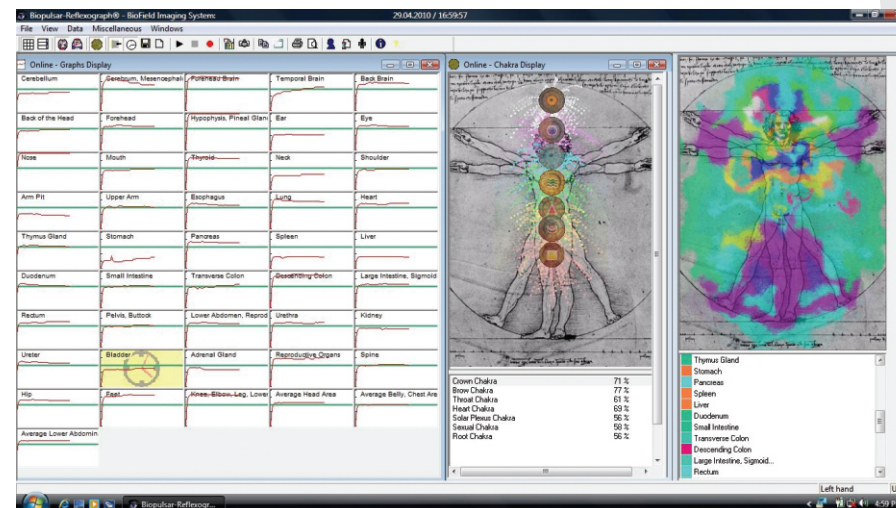 Biopulsar-Reflexograph® - BioField Imaging System: 29.04.2010 / 16:59:57
File View Data Miscellaneous Windows
Online - Graphs Display
Cerebellum Cerebrum, Mesencephali Forehead Brain Temporal Brain Back Brain
Back of the Head Forehead Hypophysis, Pineal Glan Ear Eye
Nose Mouth Thyroid Neck Shoulder
Arm Pit Upper Arm Esophagus Lung Heart
Thymus Gland Stomach Pancreas Spleen Liver
Duodenum Small Intestine Transverse Colon Descending Colon Large Intestine, Sigmoid
Rectum Pelvis, Buttock Lower Abdomen, Reprod Urethra Kidney
Ureter Bladder Adrenal Gland Reproductive Organs Spine
Hip Feet Knee, Elbow, Leg, Lower Average Head Area Average Belly, Chest Are
Average Lower Abdomin
Online - Chakra Display
Crown Chakra 71 %
Brow Chakra 77 %
Throat Chakra 61 %
Heart Chakra 69 %
Solar Plexus Chakra 56 %
Sexual Chakra 58 %
Root Chakra 56 %
Thymus Gland
Stomach
Pancreas
Spleen
Liver
Duodenum
Small Intestine
Transverse Colon
Descending Colon
Large Intestine, Sigmoid...
Rectum
Left hand
Biopulsar-Reflexogr...
4:59 P